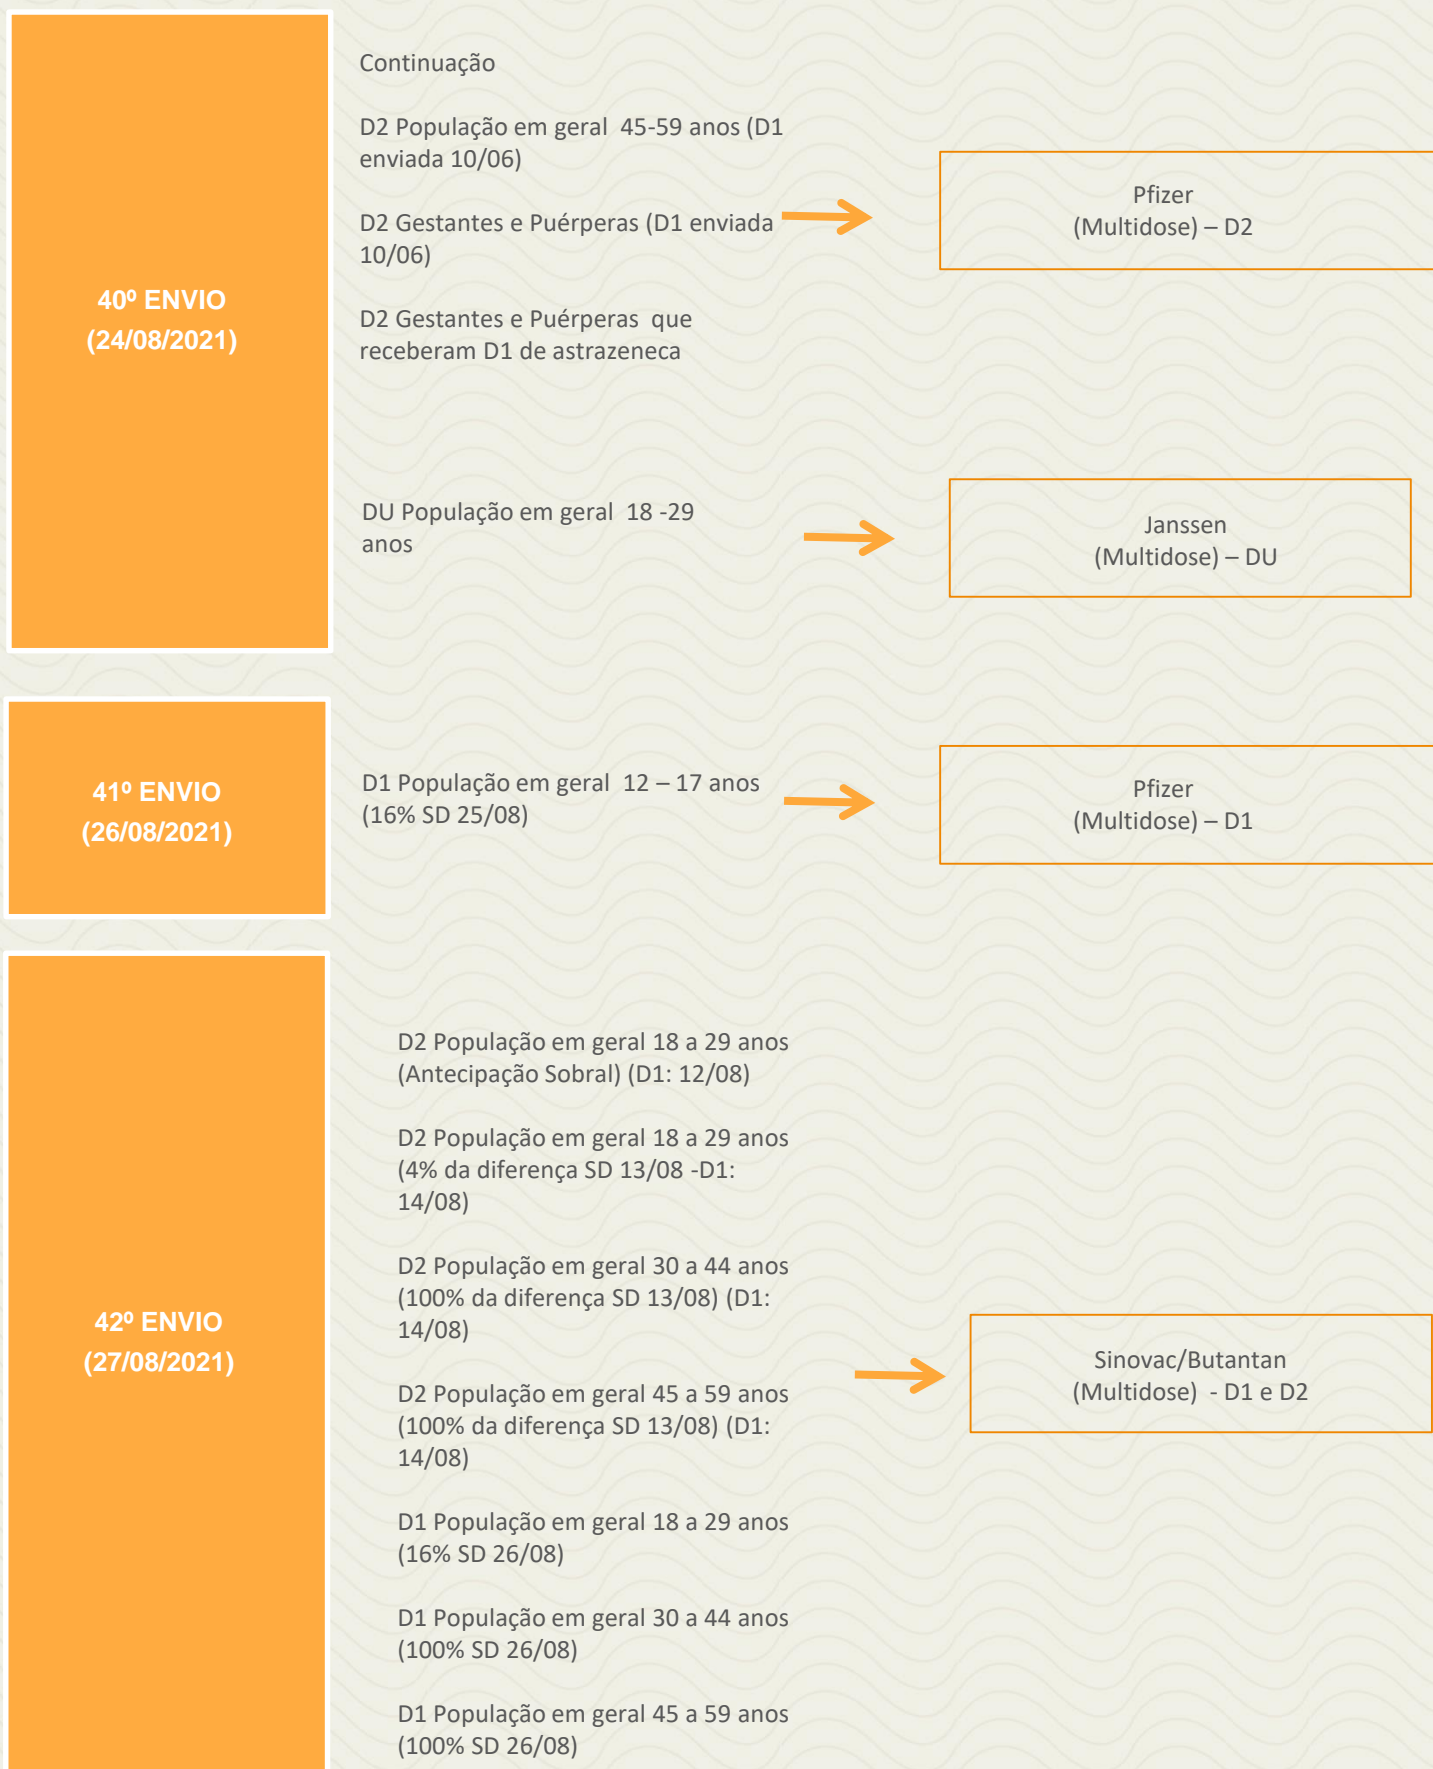 40º ENVIO
(24/08/2021)
Continuação
D2 População em geral  45-59 anos (D1
enviada 10/06)
D2 Gestantes e Puérperas (D1 enviada
10/06)
D2 Gestantes e Puérperas  que
receberam D1 de astrazeneca
Pfizer
(Multidose) – D2
DU População em geral  18 -29
anos
Janssen
(Multidose) – DU
41º ENVIO
(26/08/2021)
D1 População em geral  12 – 17 anos
(16% SD 25/08)
Pfizer
(Multidose) – D1
42º ENVIO
(27/08/2021)
D2 População em geral 18 a 29 anos
(Antecipação Sobral) (D1: 12/08)
D2 População em geral 18 a 29 anos
(4% da diferença SD 13/08 -D1:
14/08)
D2 População em geral 30 a 44 anos
(100% da diferença SD 13/08) (D1:
14/08)
D2 População em geral 45 a 59 anos
(100% da diferença SD 13/08) (D1:
14/08)
D1 População em geral 18 a 29 anos
(16% SD 26/08)
D1 População em geral 30 a 44 anos
(100% SD 26/08)
D1 População em geral 45 a 59 anos
(100% SD 26/08)
Sinovac/Butantan
(Multidose)  - D1 e D2